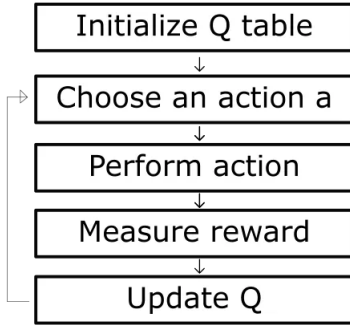 Initialize Q table
Choose an action a
Perform action
Measure reward
Update Q